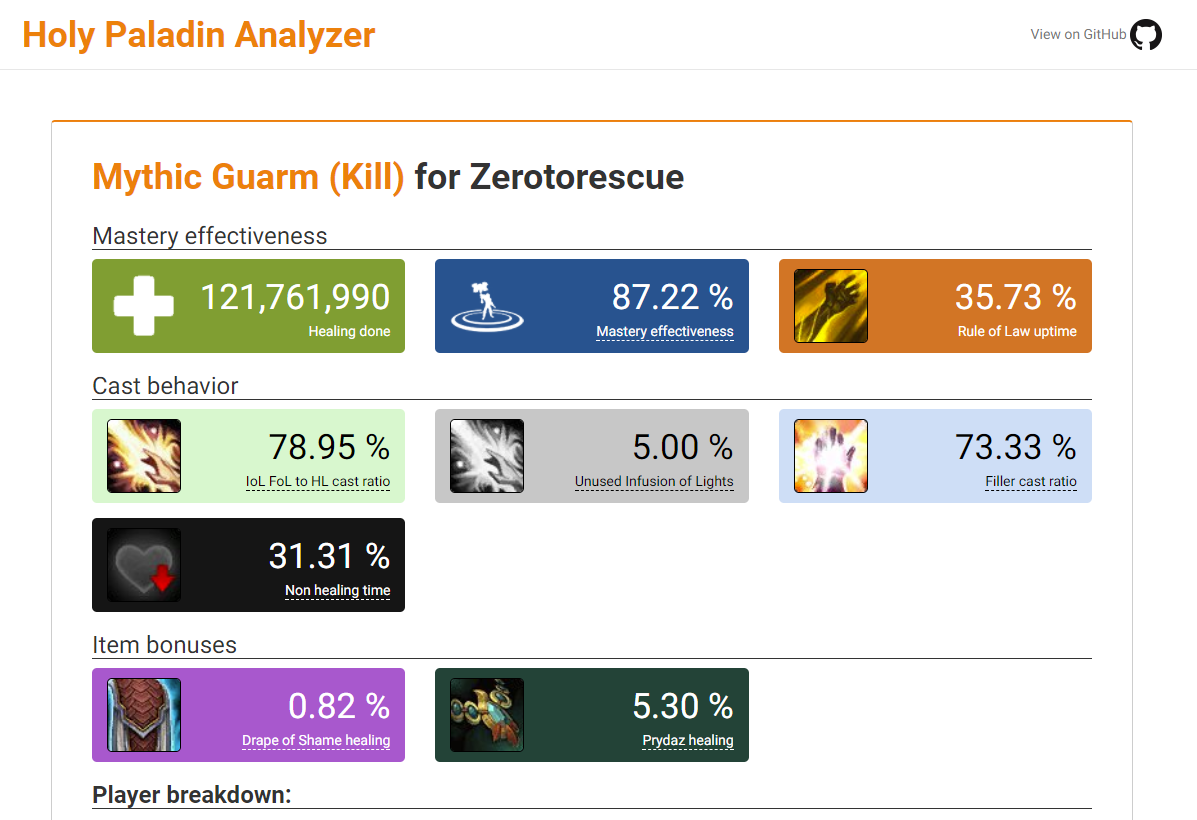 Holy Paladin Analyzer
View on GitHub
Mythic Guarm (Kill) for Zerotorescue
Mastery effectiveness
121,761,990
Healing done
87.22 %
Mastery effectiveness
35.73 %
Rule of Law uptime
Cast behavior
78.95 %
IoL FoL to HL cast ratio
5.00 %
Unused Infusion of Lights
73.33 %
Filler cast ratio
31.31 %
Non healing time
Item bonuses
0.82 %
Drape of Shame healing
5.30 %
Prydaz healing
Player breakdown: